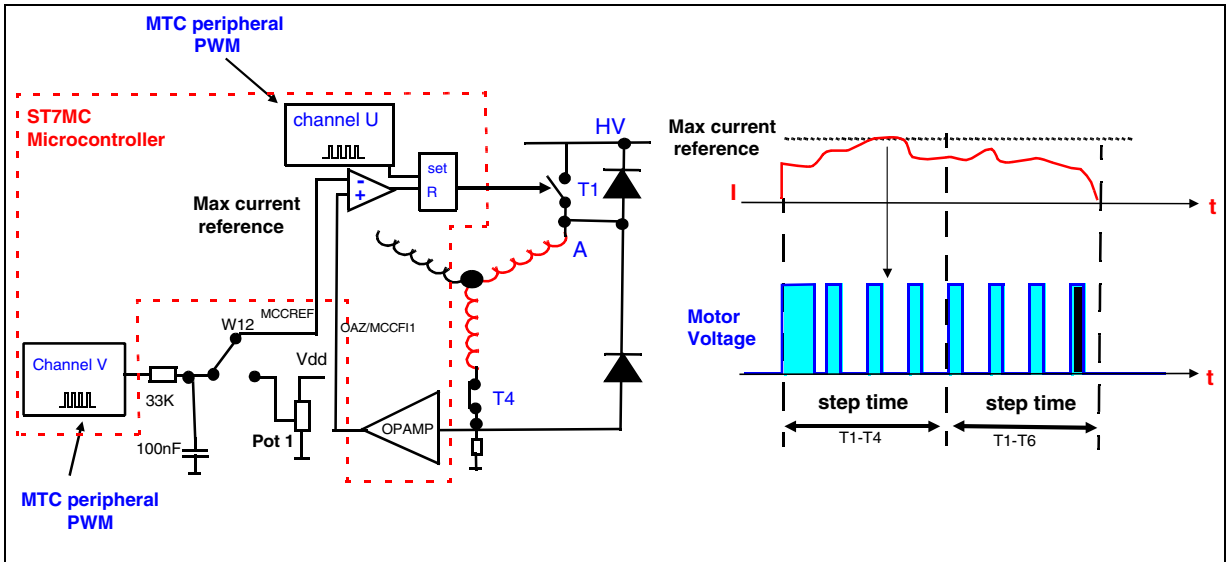 MTC peripheral
PWM
ST7MC
Microcontroller
channel U
set
R
-
+
Max current
reference
HV
T1
A
W12
MCCREF
OAZ/MCCFI1
Channel V
33K
100nF
Vdd
Pot 1
OPAMP
T4
MTC peripheral
PWM
Max current
reference
I
t
Motor
Voltage
t
step time
step time
T1-T4
T1-T6